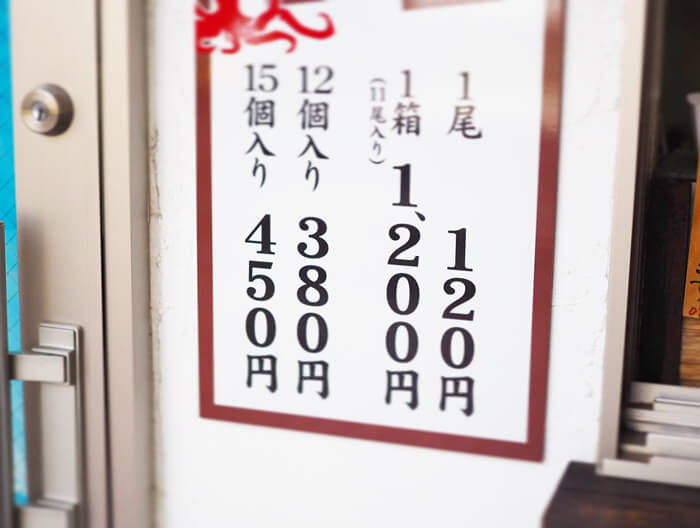 1尾 120円
1箱 1,200円
(11尾入り)
12個入り 380円
15個入り 450円